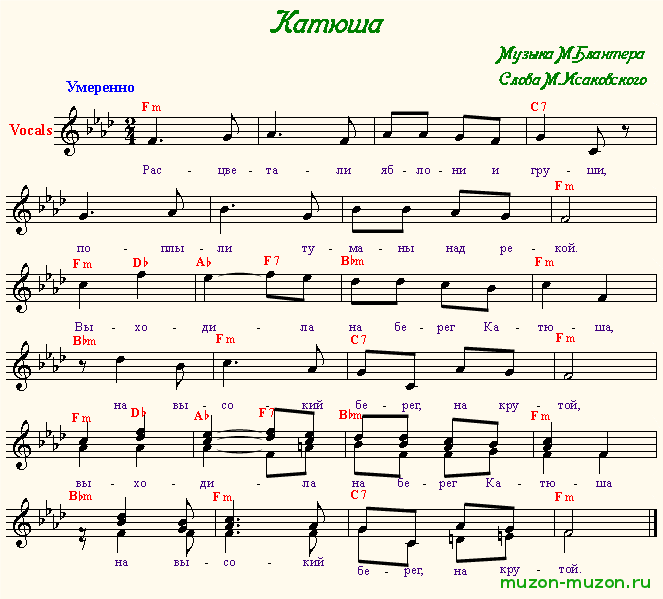 Катюша
Музыка М.Блантера
Слова М.Исаковского
Умеренно
Fm C7
Vocals
2
4
Рас - цве - та - ли яб - ло - ни и гру - ши,
Fm
по - плы - ли ту - ма - ны над ре - кой.
Fm D♭ A♭ F7 B♭m Fm
Вы - хо - ди - ла на бе - рег Ка - тю - ша,
B♭m Fm C7 Fm
на вы - со - кий бе - рег, на кру - той,
Fm D♭ A♭ F7 B♭m Fm
вы - хо - ди - ла на бе - рег Ка - тю - ша
B♭m Fm C7 Fm
на вы - со - кий бе - рег, на кру - той.
muzon-muzon.ru